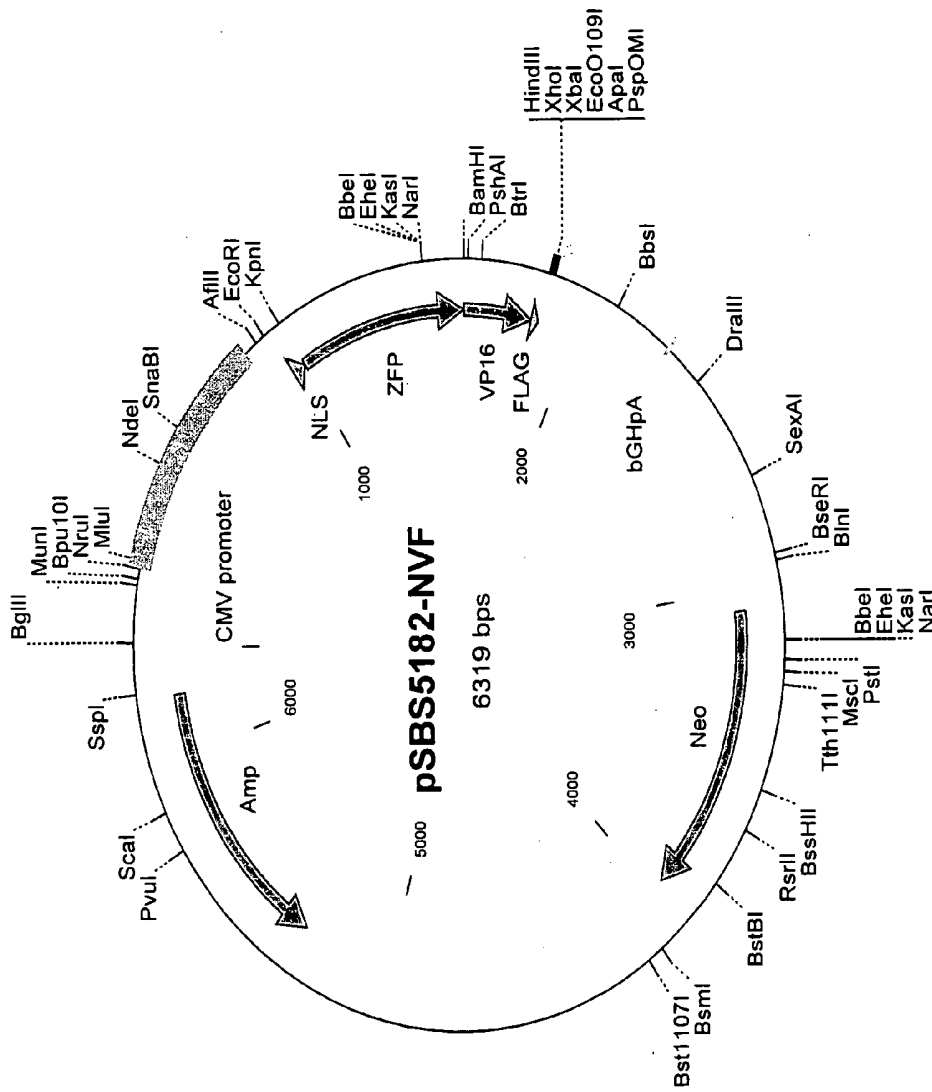 pSBS5182-NVF
6319 bps
BglII
MunI
Bpu10I
NruI
MluI
NdeI
SnaBI
AflII
EcoRI
KpnI
BbeI
EheI
KasI
NarI
BamHI
PshAI
BtrI
HindIII
XhoI
XbaI
EcoO109I
ApaI
PspOMI
BbsI
DraIII
SexAI
BseRI
BlnI
BbeI
EheI
KasI
NarI
PstI
MscI
Tth111I
BssHII
RsrII
BstBI
BsmI
Bst1107I
PvuI
ScaI
SspI
CMV promoter
NLS
ZFP
VP16
FLAG
bGHpA
Neo
Amp
1000
2000
3000
4000
5000
6000